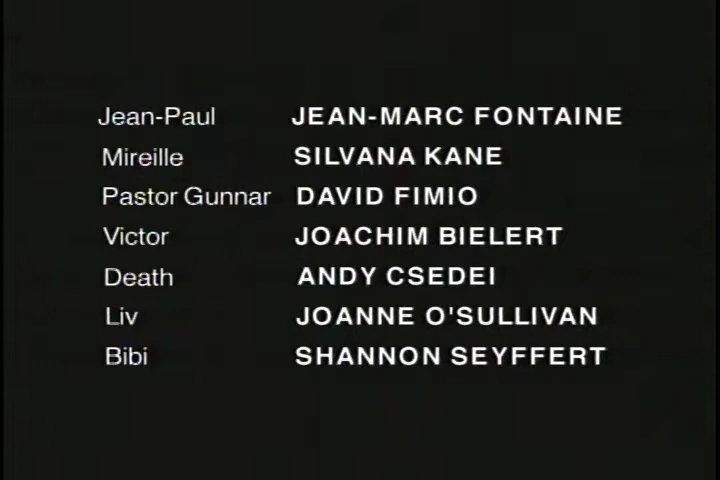 Jean-Paul JEAN-MARC FONTAINE
Mireille SILVANA KANE
Pastor Gunnar DAVID FIMIO
Victor JOACHIM BIELERT
Death ANDY CSEDEI
Liv JOANNE O'SULLIVAN
Bibi SHANNON SEYFFERT